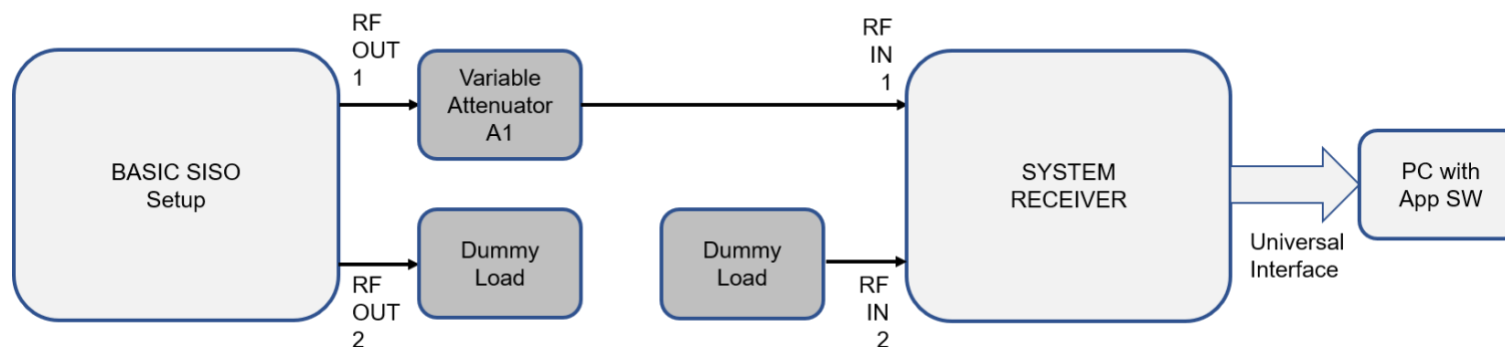 BASIC SISO
Setup
RF
OUT
1
Variable
Attenuator
A1
RF
IN
1
SYSTEM
RECEIVER
PC with
App SW
Universal
Interface
RF
OUT
2
Dummy
Load
Dummy
Load
RF
IN
2